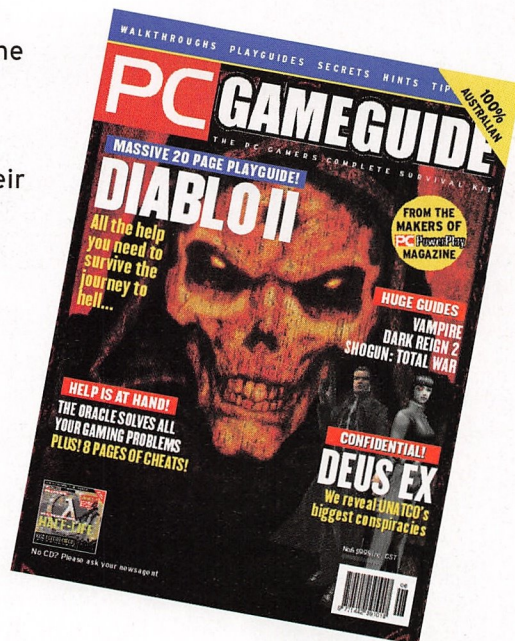 ne
eir
WALKTHROUGHS PLAYGUIDES SECRETS HINTS TIP
100%
AUSTRALIAN
PC GAMEGUIDE
THE PC GAMERS COMPLETE SURVIVAL KIT
MASSIVE 20 PAGE PLAYGUIDE!
DIABLO II
All the help
you need to
survive the
journey to
hell...
FROM THE
MAKERS OF
PC PowerPlay
MAGAZINE
HUGE GUIDES
VAMPIRE
DARK REIGN 2
SHOGUN: TOTAL WAR
HELP IS AT HAND!
THE ORACLE SOLVES ALL
YOUR GAMING PROBLEMS
PLUS! 8 PAGES OF CHEATS!
CONFIDENTIAL!
DEUS EX
We reveal UNATCO's
biggest conspiracies
HALF-LIFE
No CD? Please ask your newsagent